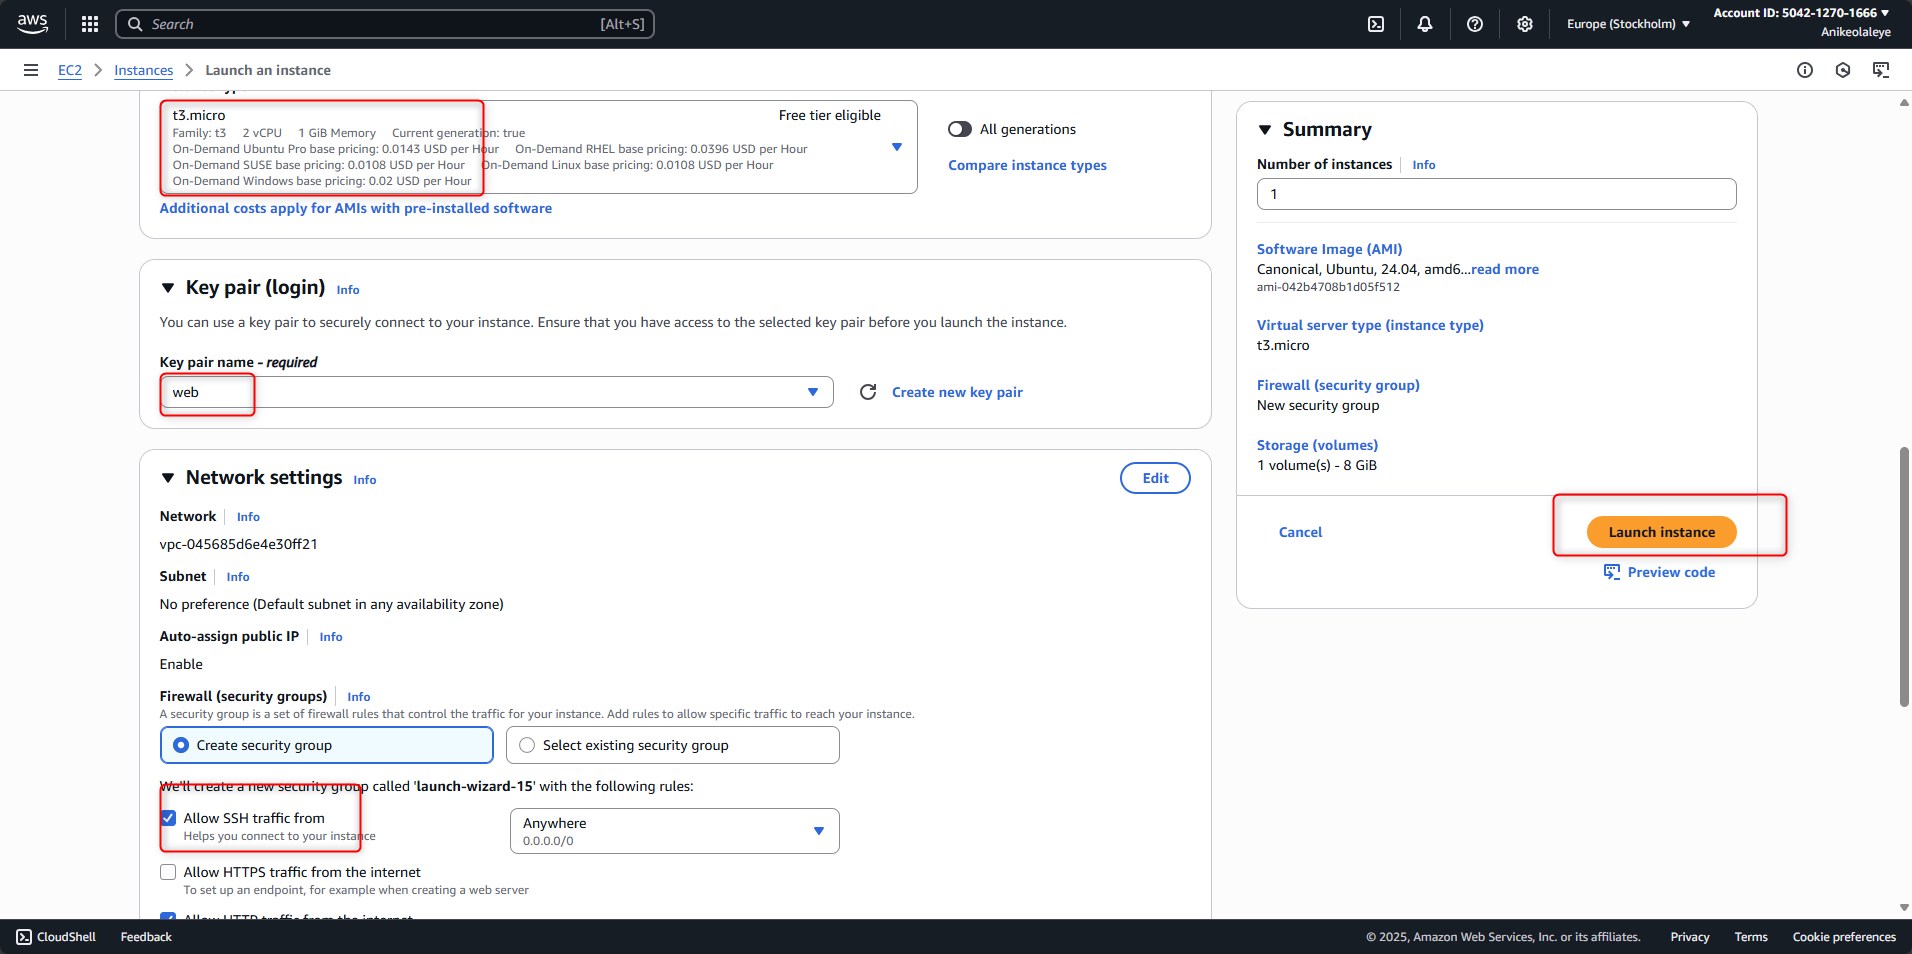 aws
Search [Alt+S]
Europe (Stockholm)
Account ID: 5042-1270-1666
Anikeolaleye
EC2 > Instances > Launch an instance
t3.micro Free tier eligible
Family: t3 2 vCPU 1 GiB Memory Current generation: true
On-Demand Ubuntu Pro base pricing: 0.0143 USD per Hour On-Demand RHEL base pricing: 0.0396 USD per Hour
On-Demand SUSE base pricing: 0.0108 USD per Hour On-Demand Linux base pricing: 0.0108 USD per Hour
On-Demand Windows base pricing: 0.02 USD per Hour
All generations
Compare instance types
Additional costs apply for AMIs with pre-installed software
Key pair (login) Info
You can use a key pair to securely connect to your instance. Ensure that you have access to the selected key pair before you launch the instance.
Key pair name - required
web
Create new key pair
Network settings Info
Edit
Network Info
vpc-045685d6e4e30ff21
Subnet Info
No preference (Default subnet in any availability zone)
Auto-assign public IP Info
Enable
Firewall (security groups) Info
A security group is a set of firewall rules that control the traffic for your instance. Add rules to allow specific traffic to reach your instance.
Create security group
Select existing security group
We'll create a new security group called 'launch-wizard-15' with the following rules:
Allow SSH traffic from
Helps you connect to your instance
Anywhere
0.0.0.0/0
Allow HTTPS traffic from the internet
To set up an endpoint, for example when creating a web server
Allow HTTP traffic from the internet
Summary
Number of instances Info
1
Software Image (AMI)
Canonical, Ubuntu, 24.04, amd6...read more
ami-042b4708b1d05f512
Virtual server type (instance type)
t3.micro
Firewall (security group)
New security group
Storage (volumes)
1 volume(s) - 8 GiB
Cancel
Launch instance
Preview code
CloudShell Feedback
© 2025, Amazon Web Services, Inc. or its affiliates. Privacy Terms Cookie preferences